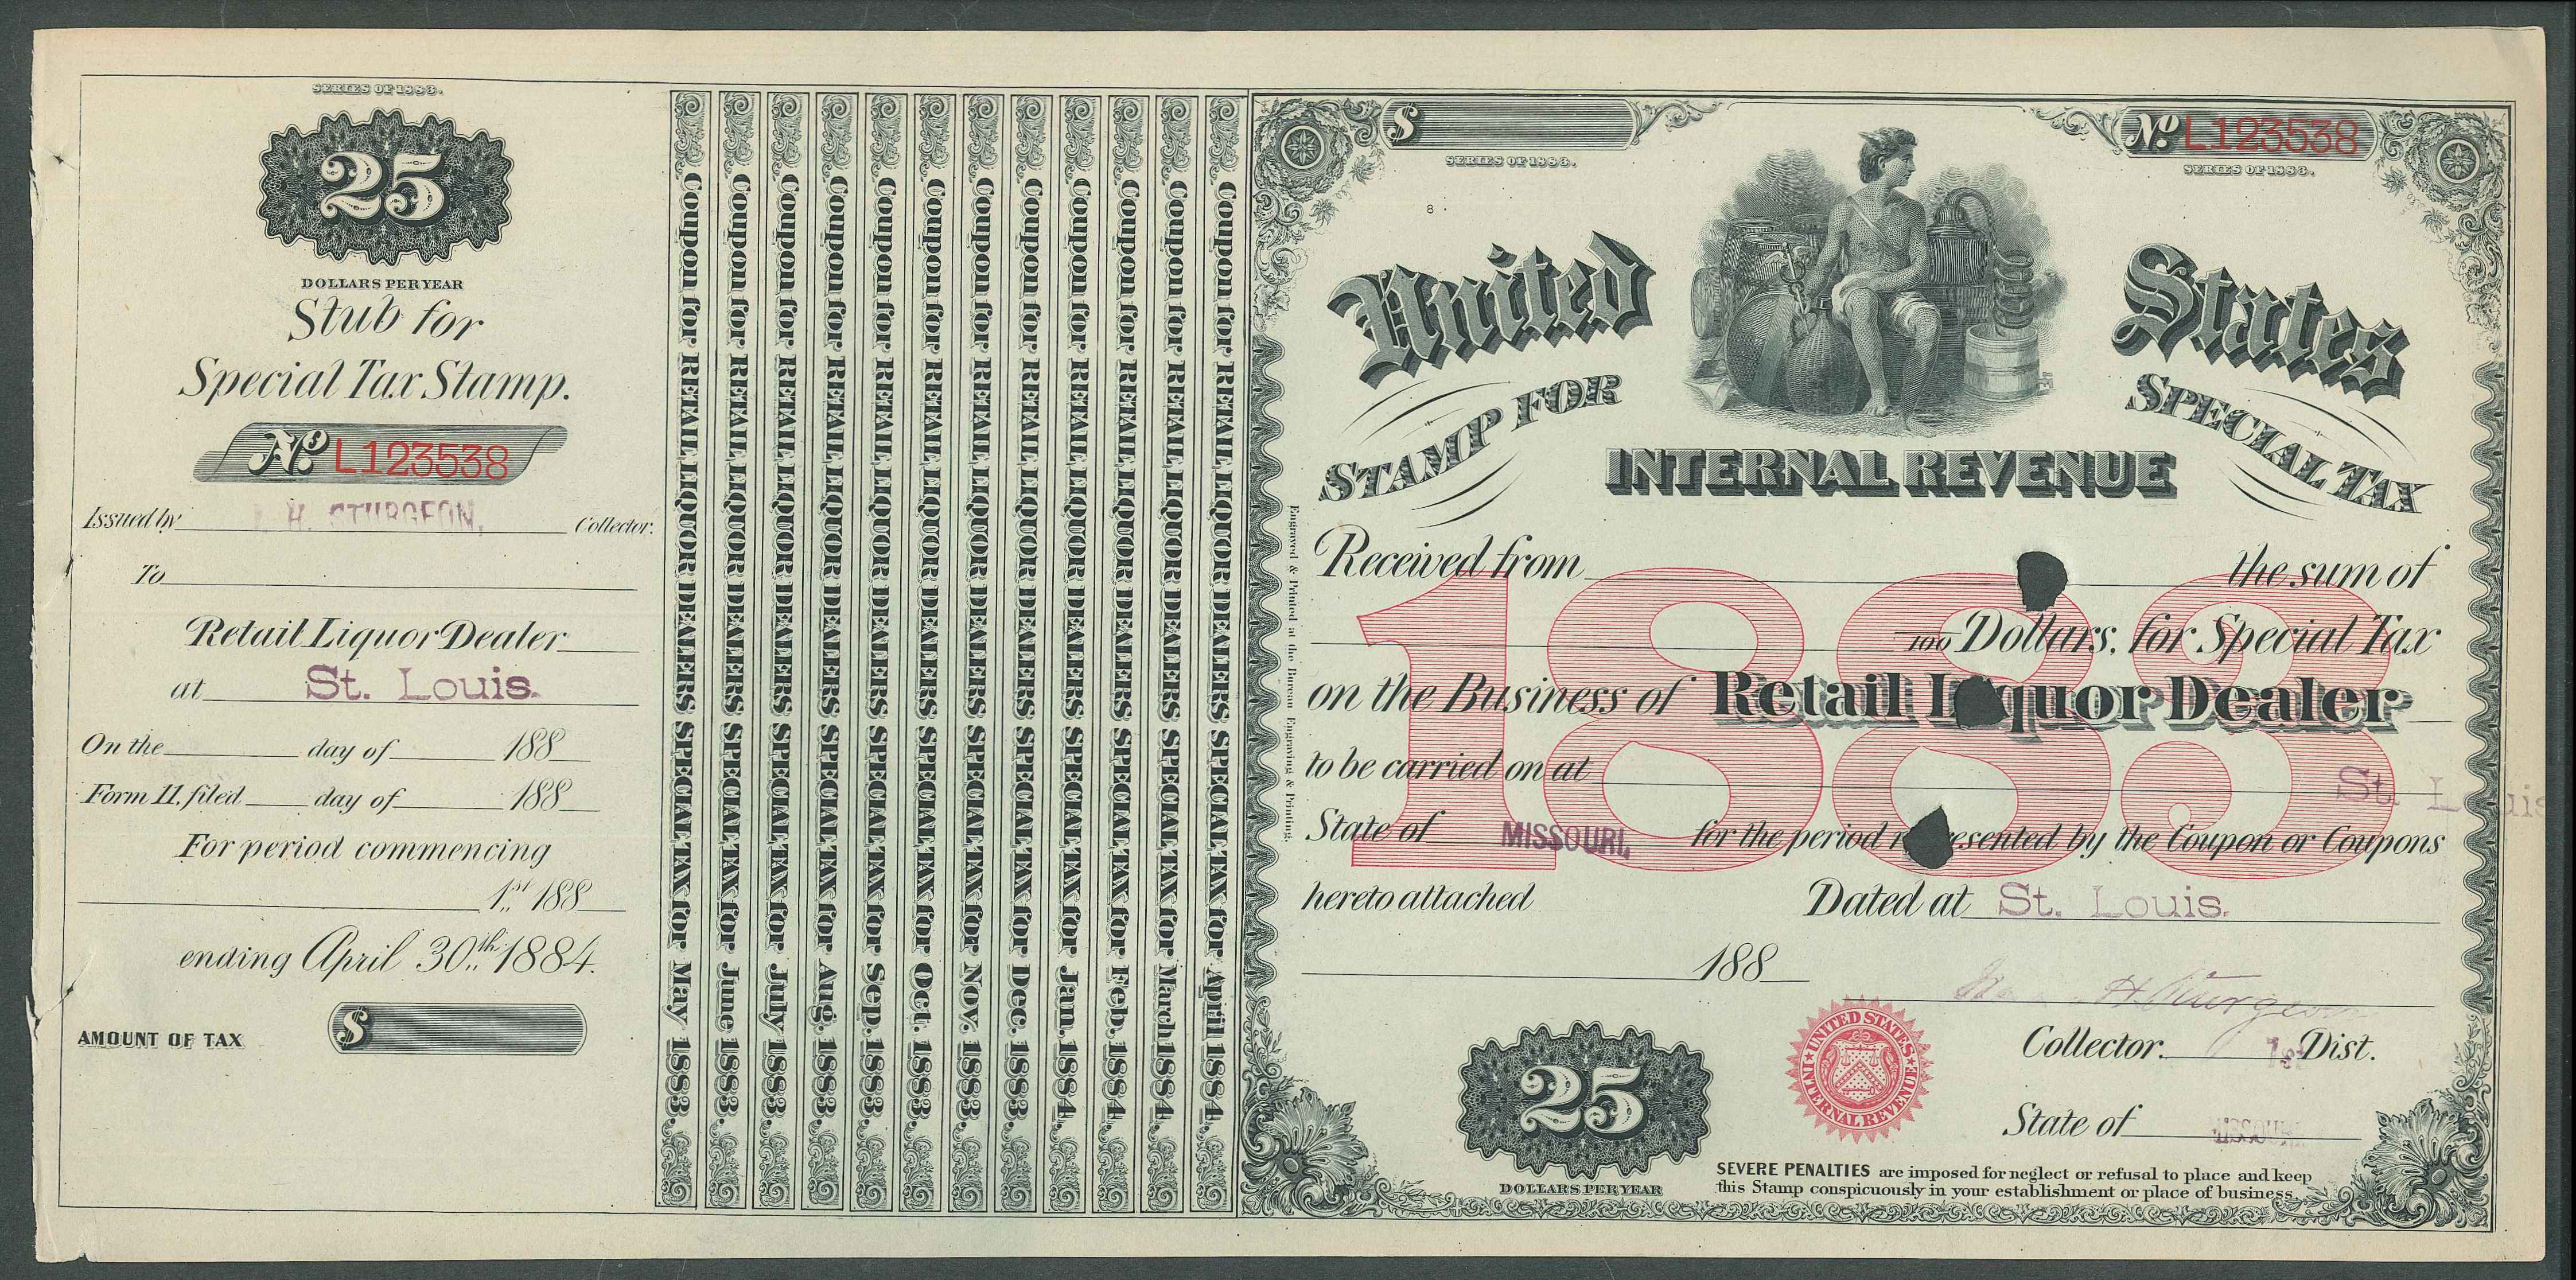 SERIES OF 1883.
25
DOLLARS PER YEAR
Stub for
Special Tax Stamp.
No. L123538
Issued by H. STURGEON, Collector.
To
Retail Liquor Dealer
at St. Louis.
On the day of 188
Form 11, filed day of 188
For period commencing
1st 188
ending April 30th 1884.
AMOUNT OF TAX $
Coupon for RETAIL LIQUOR DEALERS SPECIAL TAX for May 1883.
Coupon for RETAIL LIQUOR DEALERS SPECIAL TAX for June 1883.
Coupon for RETAIL LIQUOR DEALERS SPECIAL TAX for July 1883.
Coupon for RETAIL LIQUOR DEALERS SPECIAL TAX for Aug. 1883.
Coupon for RETAIL LIQUOR DEALERS SPECIAL TAX for Sep. 1883.
Coupon for RETAIL LIQUOR DEALERS SPECIAL TAX for Oct. 1883.
Coupon for RETAIL LIQUOR DEALERS SPECIAL TAX for Nov. 1883.
Coupon for RETAIL LIQUOR DEALERS SPECIAL TAX for Dec. 1883.
Coupon for RETAIL LIQUOR DEALERS SPECIAL TAX for Jan. 1884.
Coupon for RETAIL LIQUOR DEALERS SPECIAL TAX for Feb. 1884.
Coupon for RETAIL LIQUOR DEALERS SPECIAL TAX for March 1884.
Coupon for RETAIL LIQUOR DEALERS SPECIAL TAX for April 1884.
Engraved & Printed at the Bureau Engraving & Printing.
$ No. L123538
SERIES OF 1883. SERIES OF 1883.
8
United States
STAMP FOR SPECIAL TAX
INTERNAL REVENUE
Received from the sum of
1883
100 Dollars, for Special Tax
on the Business of Retail Liquor Dealer
to be carried on at St. Louis
State of MISSOURI, for the period represented by the Coupon or Coupons
hereto attached Dated at St. Louis.
188
H Sturgeon
Collector. 1st Dist.
UNITED STATES INTERNAL REVENUE
State of MISSOURI
25
DOLLARS PER YEAR
SEVERE PENALTIES are imposed for neglect or refusal to place and keep
this Stamp conspicuously in your establishment or place of business.